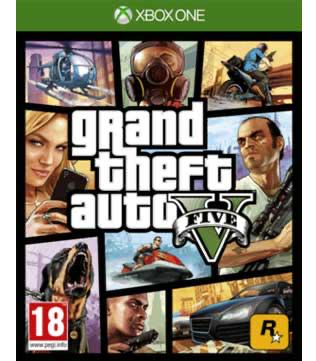 XBOX ONE
grand
theft
auto
V
FIVE
18
www.pegi.info
R